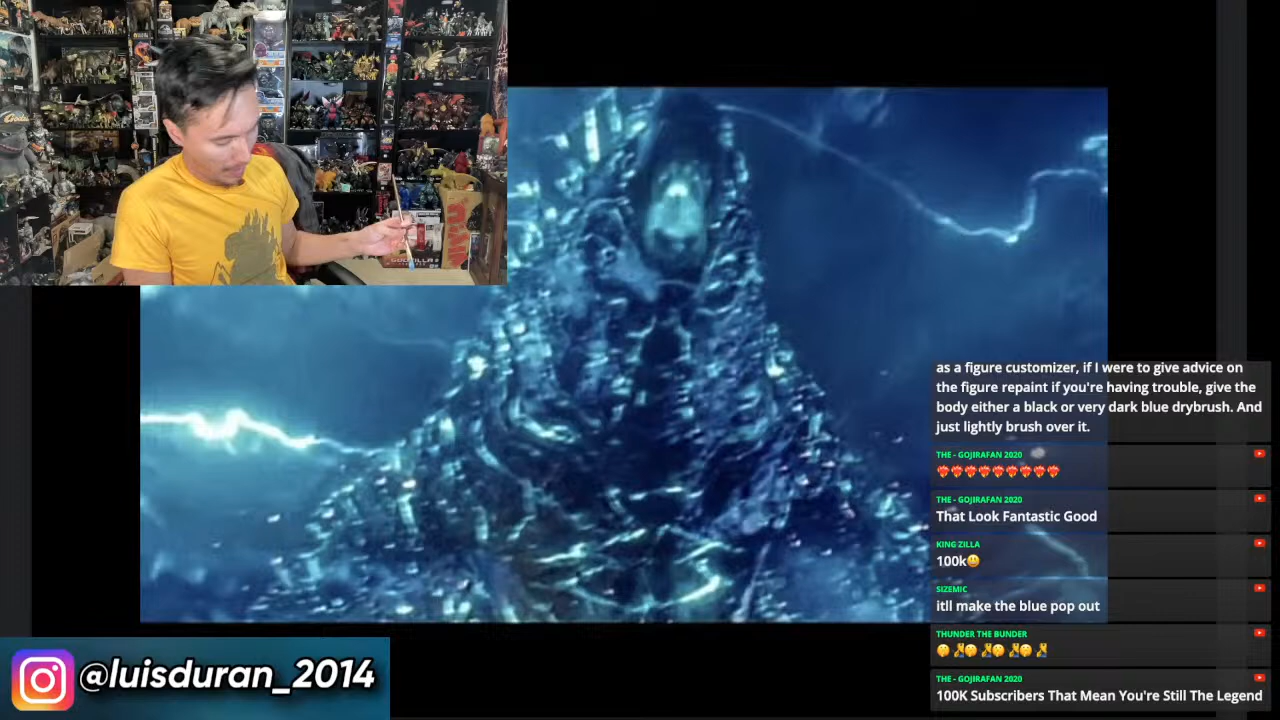 GODZILLA
as a figure customizer, if I were to give advice on
the figure repaint if you're having trouble, give the
body either a black or very dark blue drybrush. And
just lightly brush over it.
THE - GOJIRAFAN 2020
❤️‍🔥❤️‍🔥❤️‍🔥❤️‍🔥❤️‍🔥❤️‍🔥❤️‍🔥❤️‍🔥❤️‍🔥
THE - GOJIRAFAN 2020
That Look Fantastic Good
KING ZILLA
100k😃
SIZEMIC
itll make the blue pop out
THUNDER THE BUNDER
THE - GOJIRAFAN 2020
100K Subscribers That Mean You're Still The Legend
@luisduran_2014